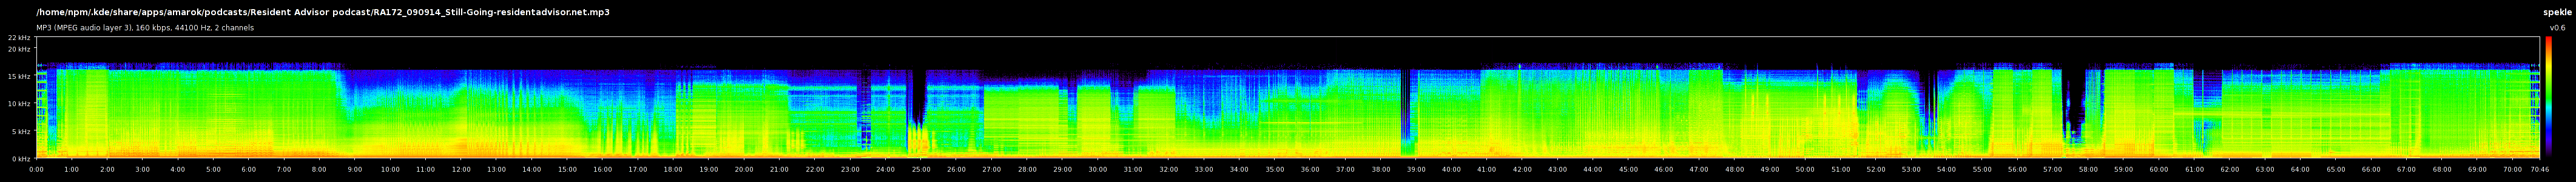 /home/npm/.kde/share/apps/amarok/podcasts/Resident Advisor podcast/RA172_090914_Still-Going-residentadvisor.net.mp3
spekle
MP3 (MPEG audio layer 3), 160 kbps, 44100 Hz, 2 channels
v0.6
22 kHz
20 kHz
15 kHz
10 kHz
5 kHz
0 kHz
0:00 1:00 2:00 3:00 4:00 5:00 6:00 7:00 8:00 9:00 10:00 11:00 12:00 13:00 14:00 15:00 16:00 17:00 18:00 19:00 20:00 21:00 22:00 23:00 24:00 25:00 26:00 27:00 28:00 29:00 30:00 31:00 32:00 33:00 34:00 35:00 36:00 37:00 38:00 39:00 40:00 41:00 42:00 43:00 44:00 45:00 46:00 47:00 48:00 49:00 50:00 51:00 52:00 53:00 54:00 55:00 56:00 57:00 58:00 59:00 60:00 61:00 62:00 63:00 64:00 65:00 66:00 67:00 68:00 69:00 70:00 70:46